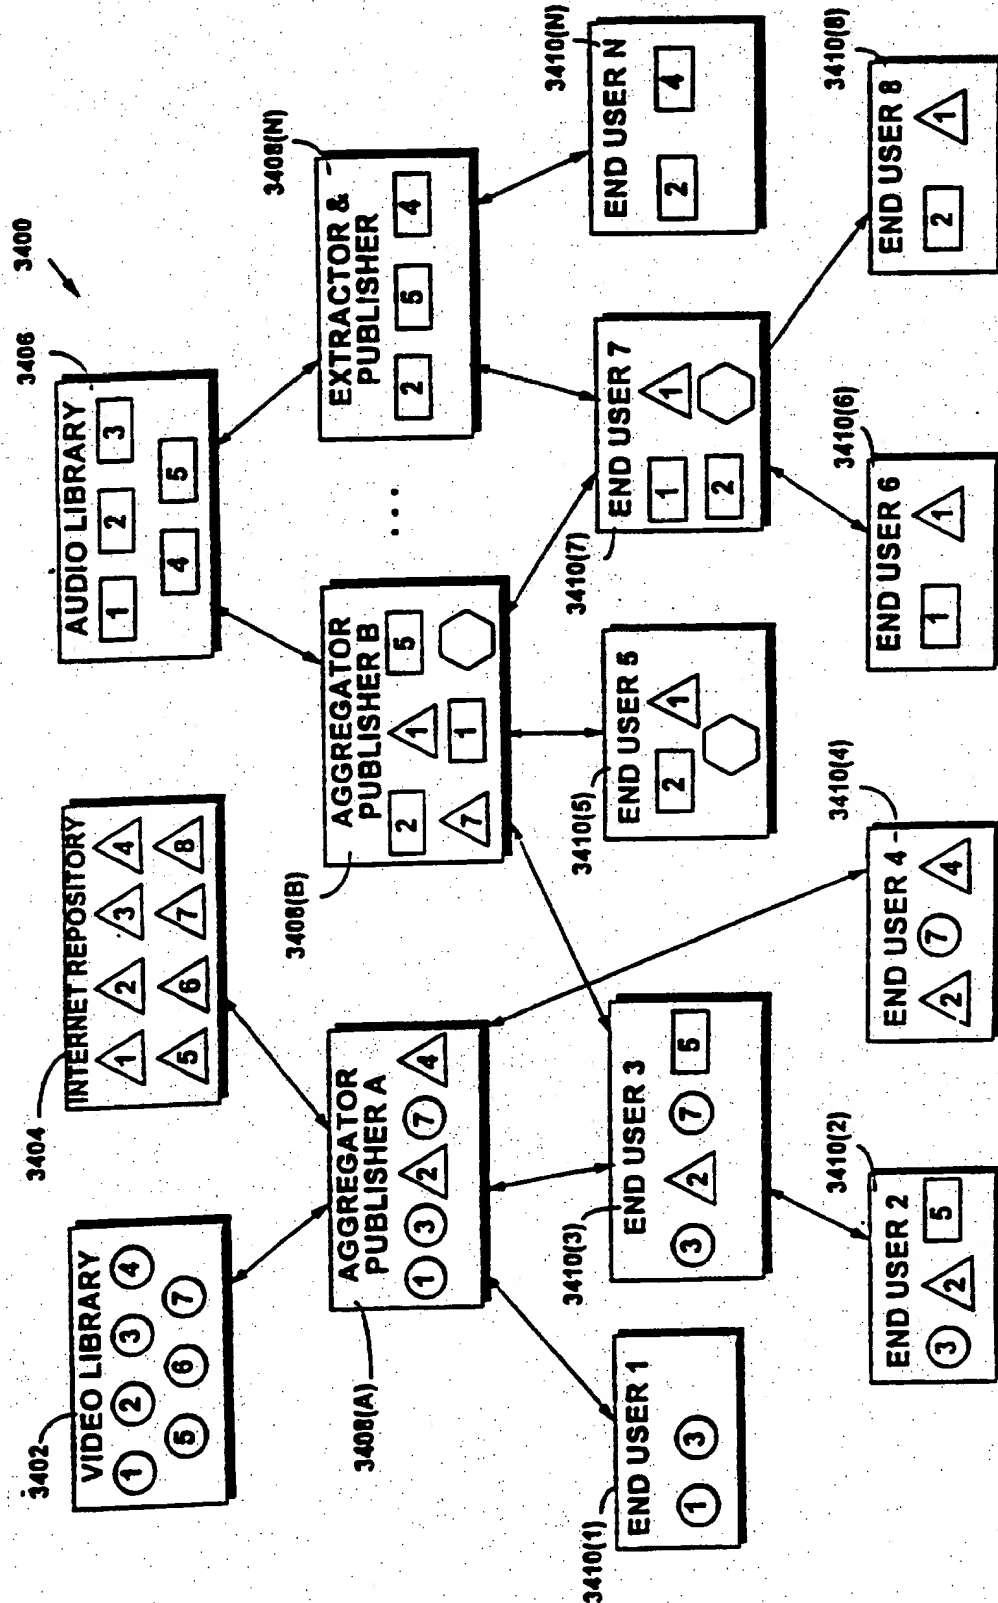 3400
3402
VIDEO LIBRARY
1 2 3 4
5 6 7
3404
INTERNET REPOSITORY
1 2 3 4
5 6 7 8
3406
AUDIO LIBRARY
1 2 3
4 5
3408(A)
AGGREGATOR
PUBLISHER A
1 3 2 7 4
3408(B)
AGGREGATOR
PUBLISHER B
2 1 5
7 1
...
3408(N)
EXTRACTOR &
PUBLISHER
2 5 4
3410(1)
END USER 1
1 3
3410(3)
END USER 3
3 2 7 5
3410(5)
END USER 5
2 1
3410(7)
END USER 7
1 1
2
3410(N)
END USER N
2 4
3410(2)
END USER 2
3 2 5
3410(4)
END USER 4
2 7 4
3410(6)
END USER 6
1 1
3410(8)
END USER 8
2 1